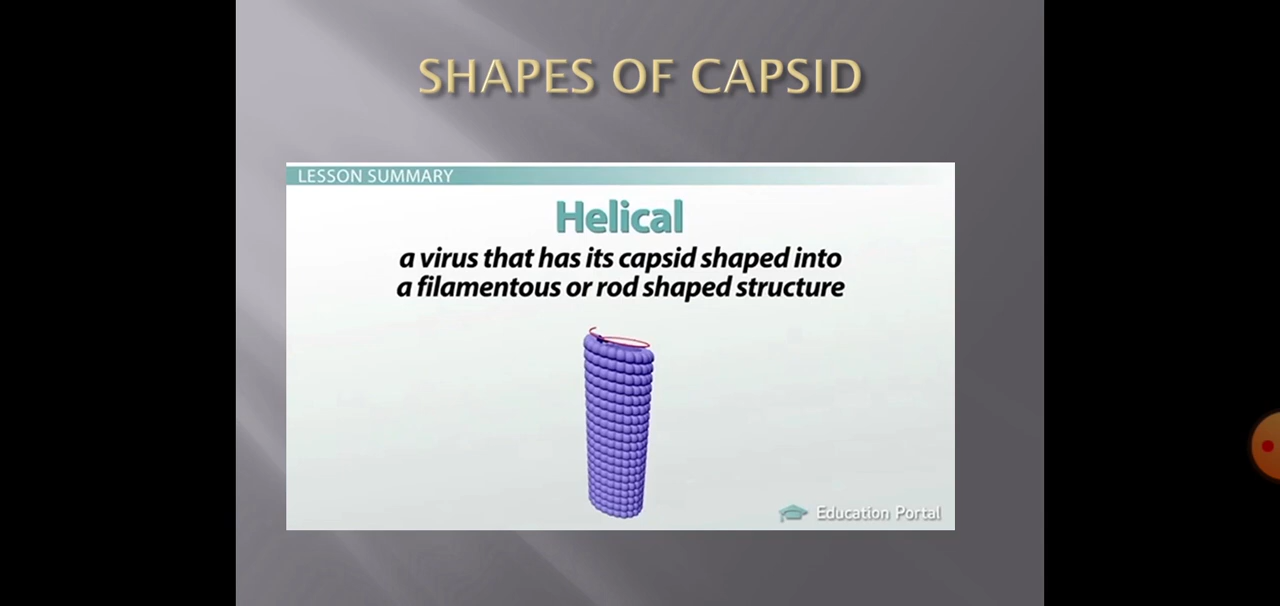 SHAPES OF CAPSID
LESSON SUMMARY
Helical
a virus that has its capsid shaped into
a filamentous or rod shaped structure
Education Portal